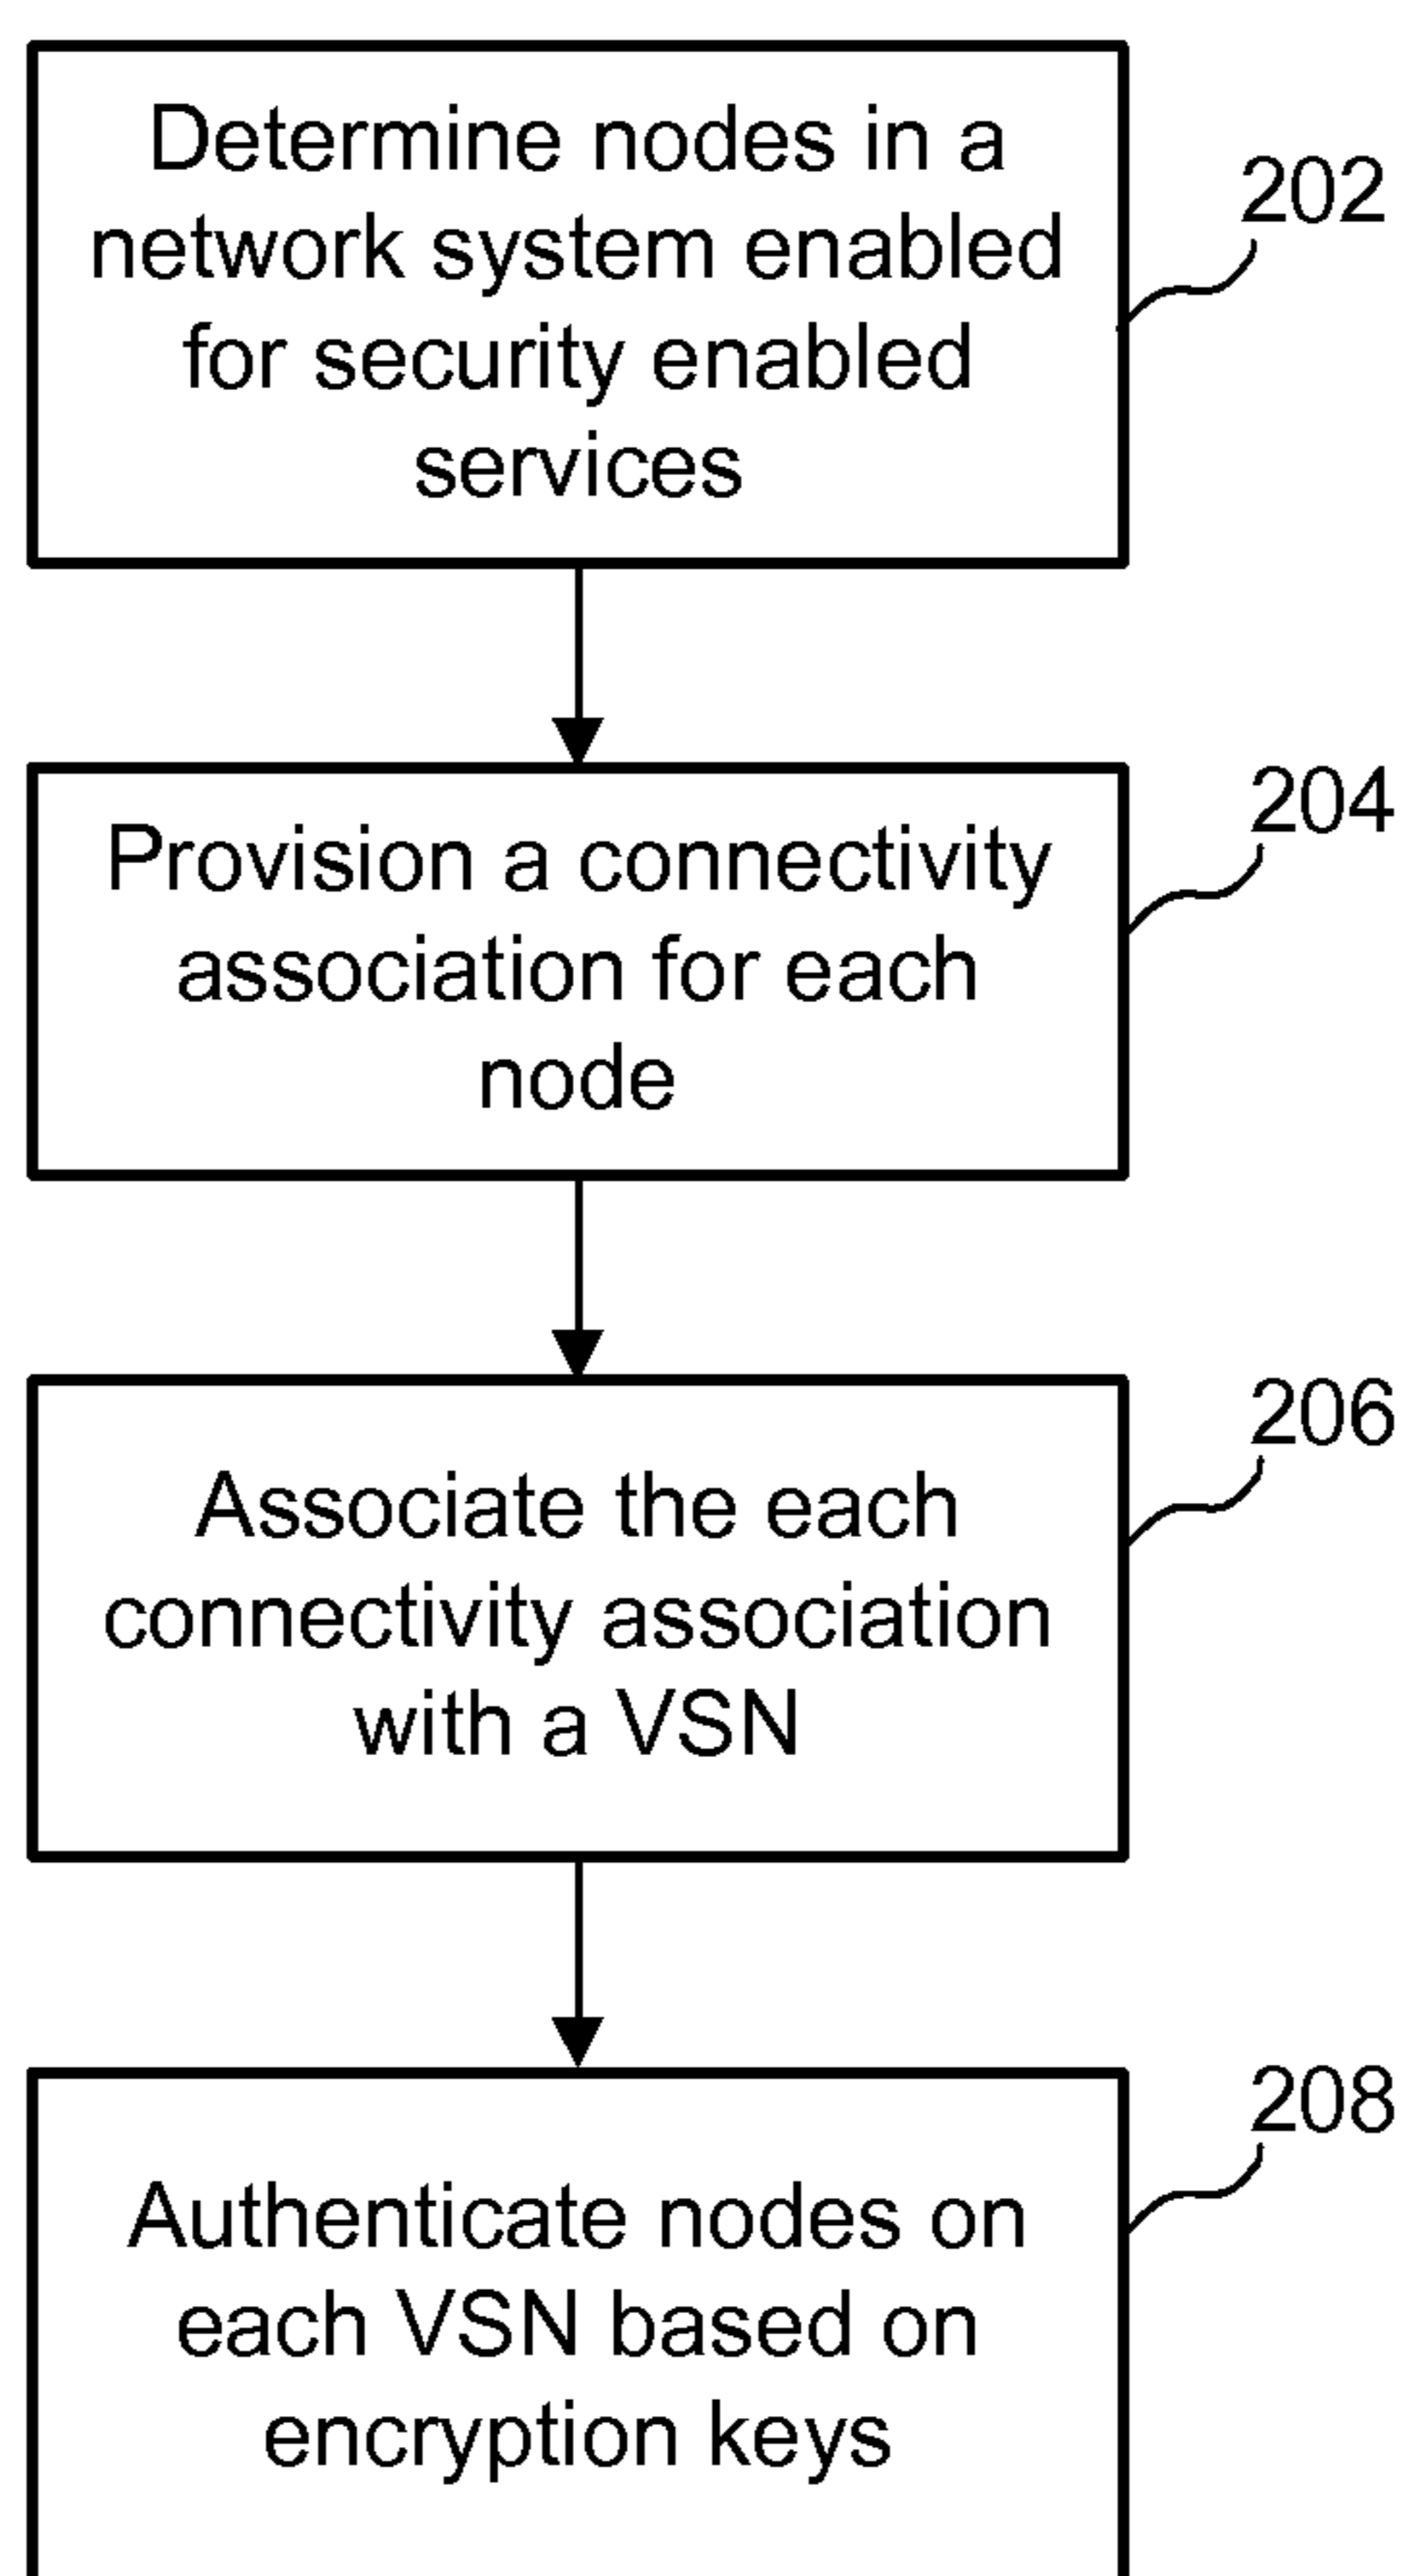 Determine nodes in a
network system enabled
for security enabled
services
202
Provision a connectivity
association for each
node
204
Associate the each
connectivity association
with a VSN
206
Authenticate nodes on
each VSN based on
encryption keys
208